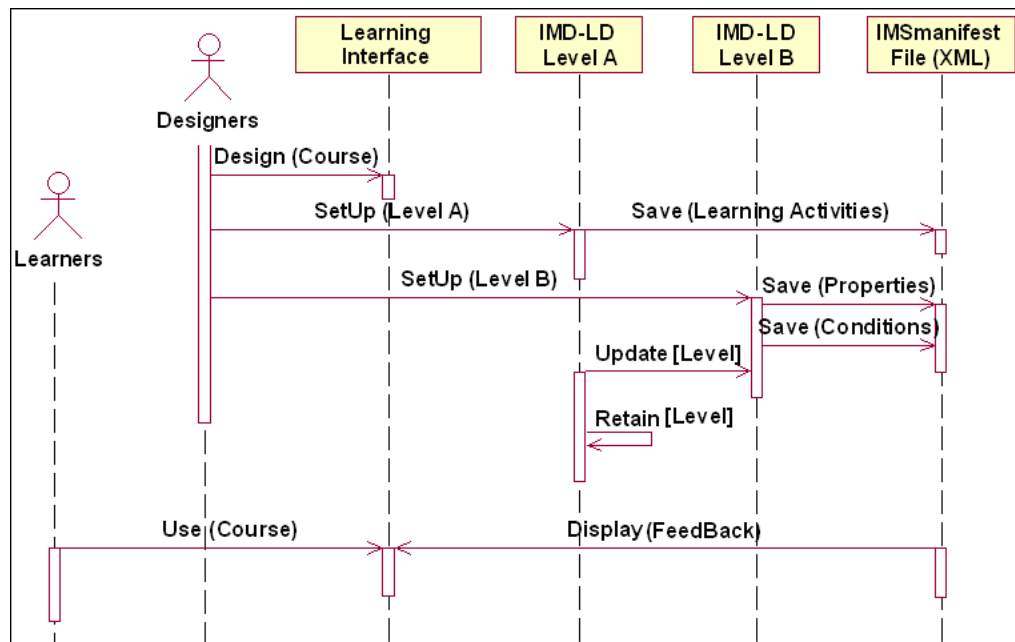 Learning
Interface
IMD-LD
Level A
IMD-LD
Level B
IMSmanifest
File (XML)
Designers
Learners
Design (Course)
SetUp (Level A)
Save (Learning Activities)
SetUp (Level B)
Save (Properties)
Save (Conditions)
Update [Level]
Retain [Level]
Use (Course)
Display (FeedBack)